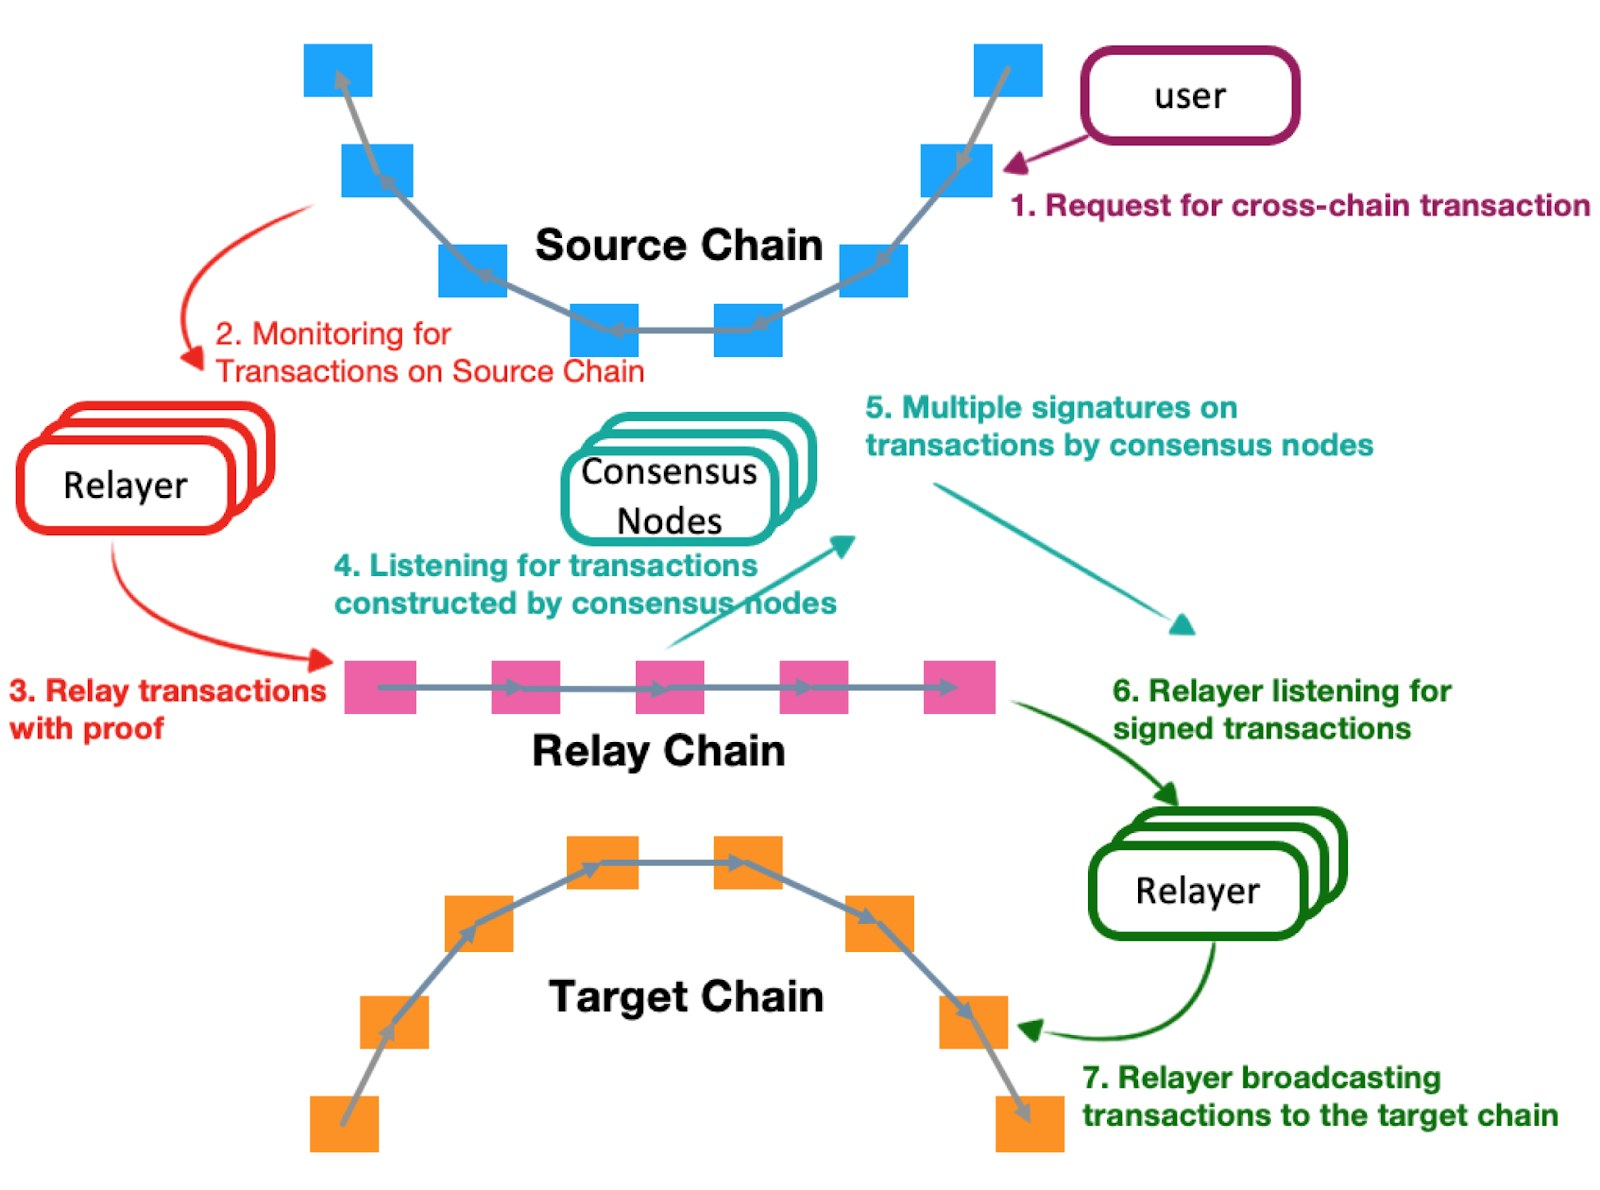 user
1. Request for cross-chain transaction
Source Chain
2. Monitoring for
Transactions on Source Chain
Relayer
Consensus
Nodes
5. Multiple signatures on
transactions by consensus nodes
4. Listening for transactions
constructed by consensus nodes
3. Relay transactions
with proof
Relay Chain
6. Relayer listening for
signed transactions
Relayer
Target Chain
7. Relayer broadcasting
transactions to the target chain